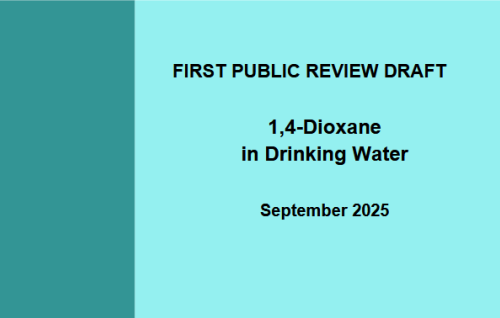 FIRST PUBLIC REVIEW DRAFT
1,4-Dioxane
in Drinking Water
September 2025